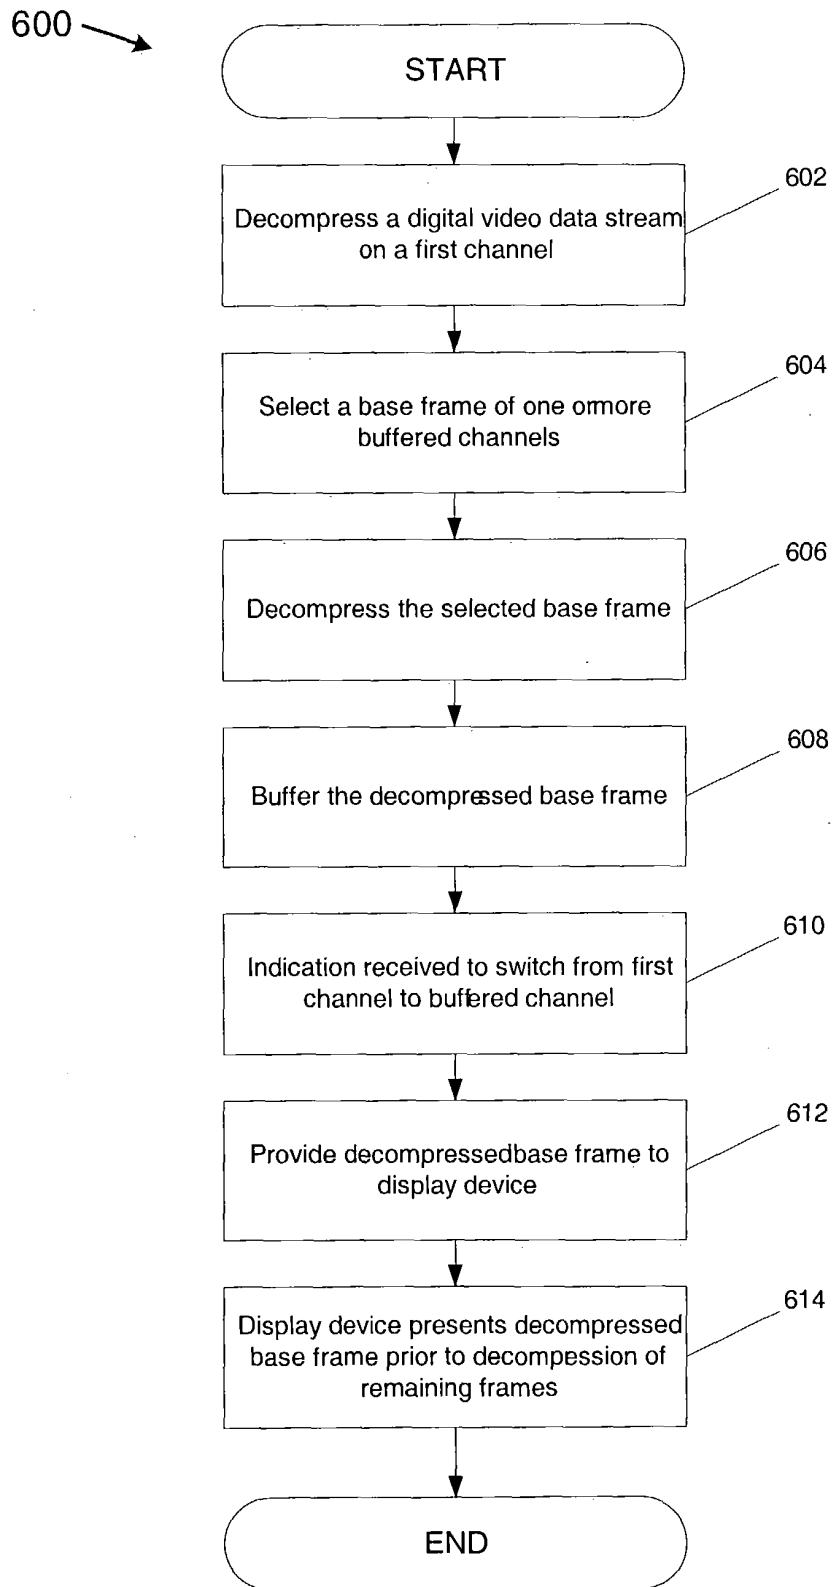 600
START
602
Decompress a digital video data stream
on a first channel
604
Select a base frame of one ormore
buffered channels
606
Decompress the selected base frame
608
Buffer the decompressed base frame
610
Indication received to switch from first
channel to buffered channel
612
Provide decompressedbase frame to
display device
614
Display device presents decompressed
base frame prior to decompession of
remaining frames
END